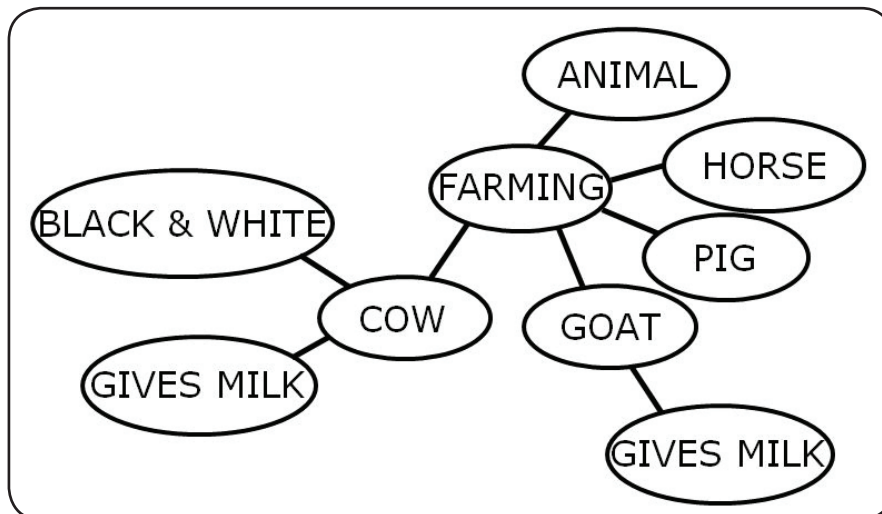 ANIMAL
HORSE
FARMING
BLACK & WHITE
PIG
COW
GOAT
GIVES MILK
GIVES MILK